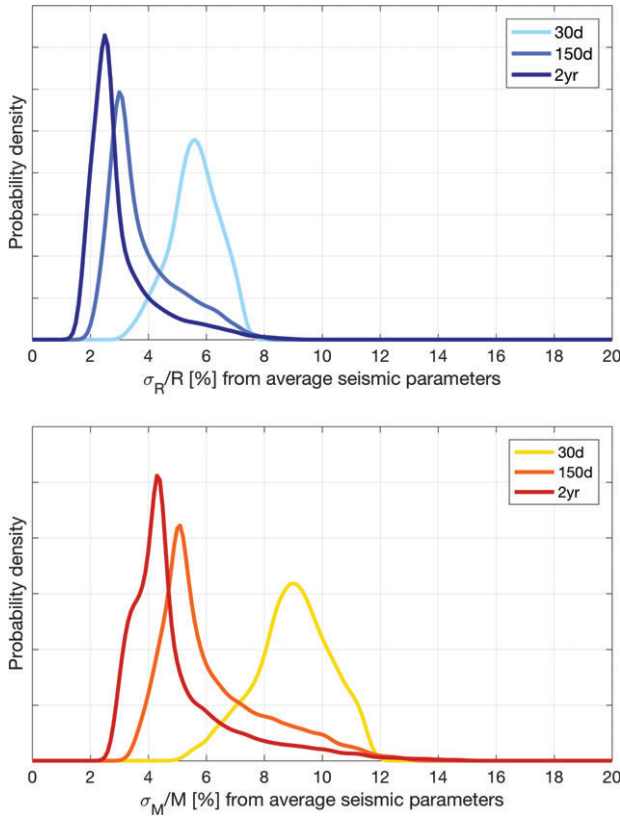 30d
150d
2yr
Probability density
0 2 4 6 8 10 12 14 16 18 20
σ_R/R [%] from average seismic parameters
30d
150d
2yr
Probability density
0 2 4 6 8 10 12 14 16 18 20
σ_M/M [%] from average seismic parameters